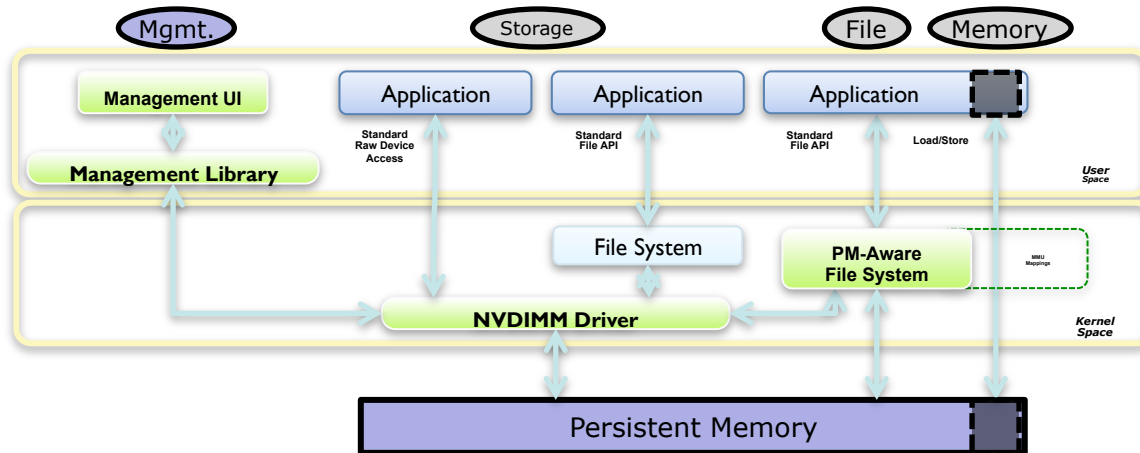 Mgmt.
Storage
File
Memory
Management UI
Application
Application
Application
Standard
Raw Device
Access
Standard
File API
Standard
File API
Load/Store
Management Library
User
Space
File System
PM-Aware
File System
MMU
Mappings
NVDIMM Driver
Kernel
Space
Persistent Memory